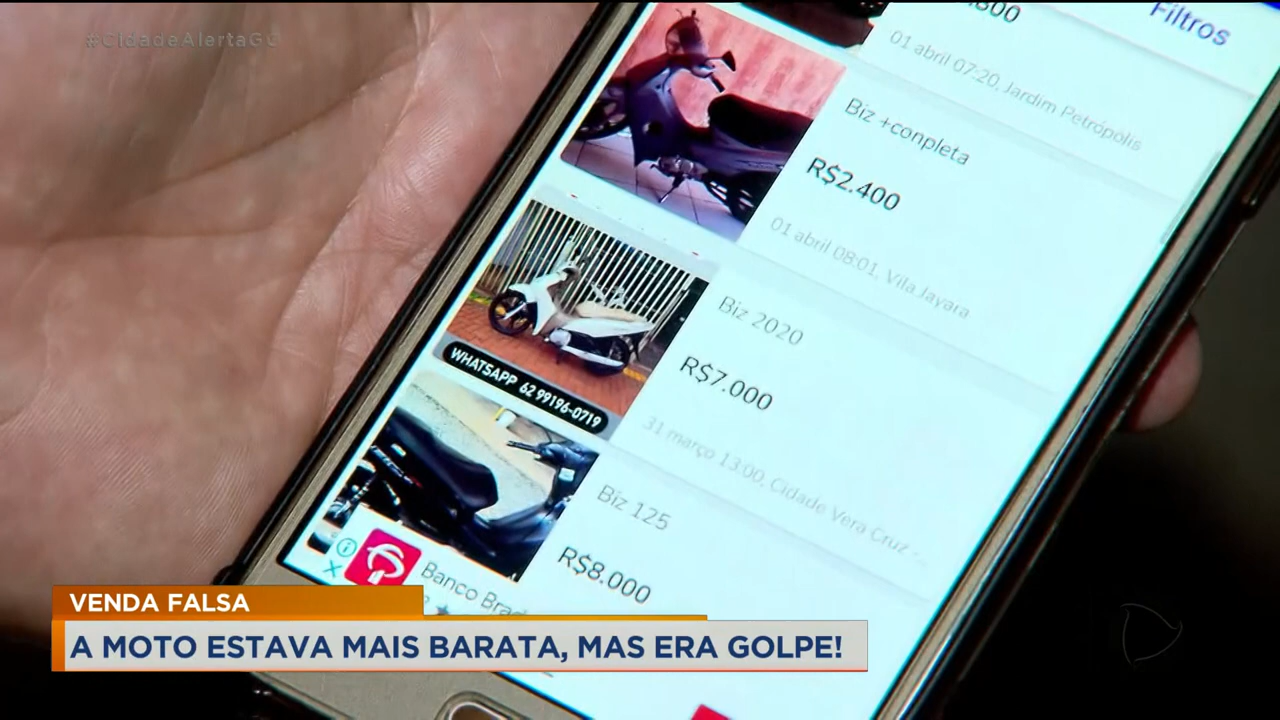 #CidadeAlertaGO
Filtros
.800
01 abril 07:20, Jardim Petrópolis
Biz +conpleta
R$2.400
01 abril 08:01, Vila Jayara
Biz 2020
R$7.000
31 março 13:00, Cidade Vera Cruz - ..
WHATSAPP 62 99196-0719
Biz 125
R$8.000
Banco Brad
VENDA FALSA
A MOTO ESTAVA MAIS BARATA, MAS ERA GOLPE!